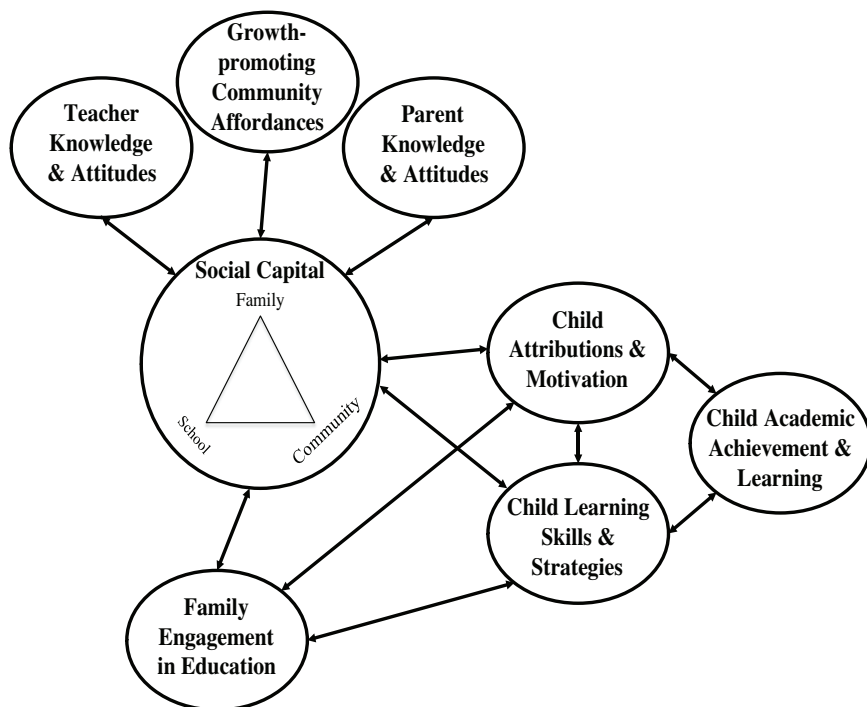 Growth-
promoting
Community
Affordances
Teacher
Knowledge
& Attitudes
Parent
Knowledge
& Attitudes
Social Capital
Family
School
Community
Child
Attributions &
Motivation
Child Academic
Achievement &
Learning
Child Learning
Skills &
Strategies
Family
Engagement
in Education